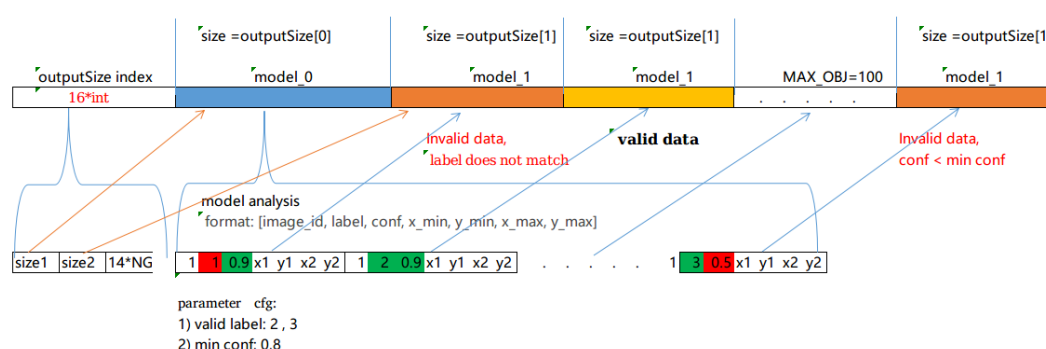 size =outputSize[0] size =outputSize[1] size =outputSize[1] size =outputSize[1
outputSize index model_0 model_1 model_1 MAX_OBJ=100 model_1
16*int . . . . .
Invalid data, valid data Invalid data,
label does not match conf < min conf
model analysis
format: [image_id, label, conf, x_min, y_min, x_max, y_max]
size1 size2 14*NG 1 1 0.9 x1 y1 x2 y2 1 2 0.9 x1 y1 x2 y2 . . . . . 1 3 0.5 x1 y1 x2 y2
parameter cfg:
1) valid label: 2 , 3
2) min conf: 0.8